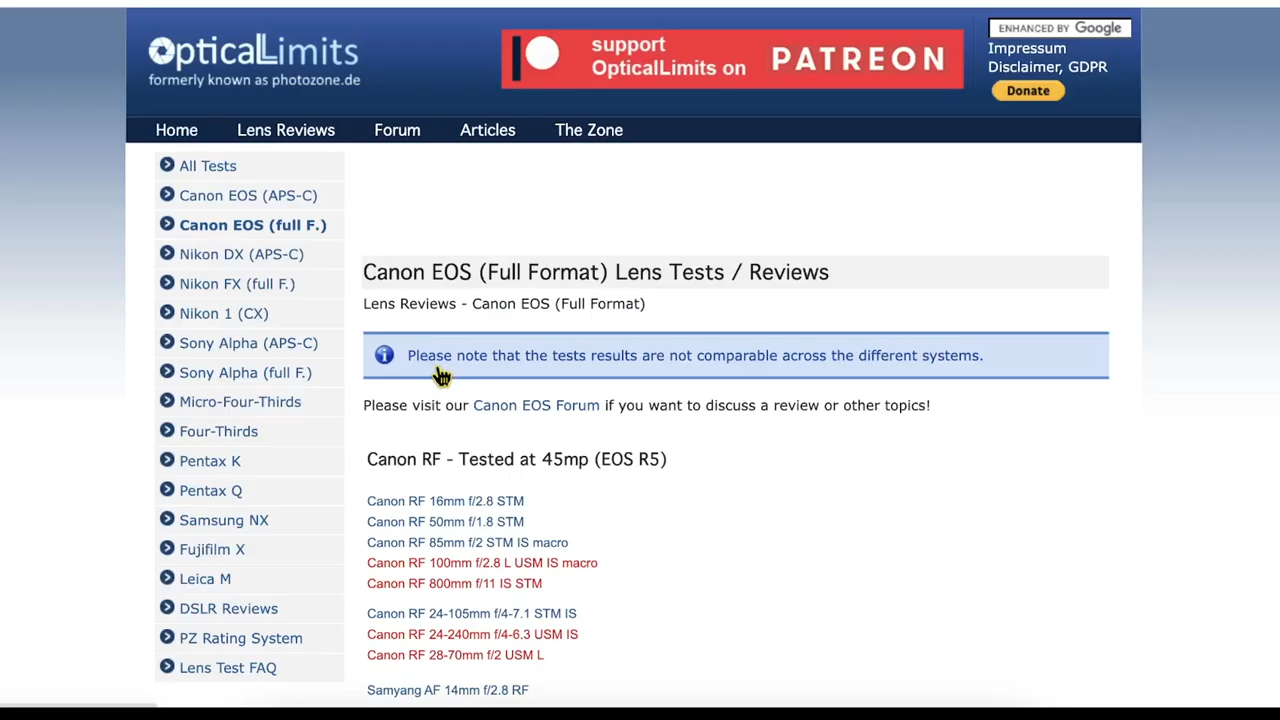 OpticalLimits
formerly known as photozone.de
support
OpticalLimits on
PATREON
ENHANCED BY Google
Impressum
Disclaimer, GDPR
Donate
Home
Lens Reviews
Forum
Articles
The Zone
All Tests
Canon EOS (APS-C)
Canon EOS (full F.)
Nikon DX (APS-C)
Nikon FX (full F.)
Nikon 1 (CX)
Sony Alpha (APS-C)
Sony Alpha (full F.)
Micro-Four-Thirds
Four-Thirds
Pentax K
Pentax Q
Samsung NX
Fujifilm X
Leica M
DSLR Reviews
PZ Rating System
Lens Test FAQ
Canon EOS (Full Format) Lens Tests / Reviews
Lens Reviews - Canon EOS (Full Format)
Please note that the tests results are not comparable across the different systems.
Please visit our Canon EOS Forum if you want to discuss a review or other topics!
Canon RF - Tested at 45mp (EOS R5)
Canon RF 16mm f/2.8 STM
Canon RF 50mm f/1.8 STM
Canon RF 85mm f/2 STM IS macro
Canon RF 100mm f/2.8 L USM IS macro
Canon RF 800mm f/11 IS STM
Canon RF 24-105mm f/4-7.1 STM IS
Canon RF 24-240mm f/4-6.3 USM IS
Canon RF 28-70mm f/2 USM L
Samyang AF 14mm f/2.8 RF